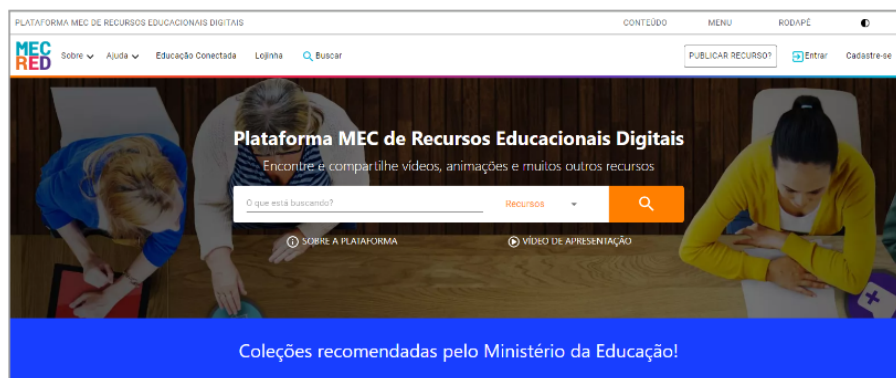 PLATAFORMA MEC DE RECURSOS EDUCACIONAIS DIGITAIS CONTEÚDO MENU RODAPÉ
MEC RED
Sobre Ajuda Educação Conectada Lojinha Buscar PUBLICAR RECURSO? Entrar Cadastre-se
Plataforma MEC de Recursos Educacionais Digitais
Encontre e compartilhe vídeos, animações e muitos outros recursos
O que está buscando? Recursos
SOBRE A PLATAFORMA VÍDEO DE APRESENTAÇÃO
Coleções recomendadas pelo Ministério da Educação!